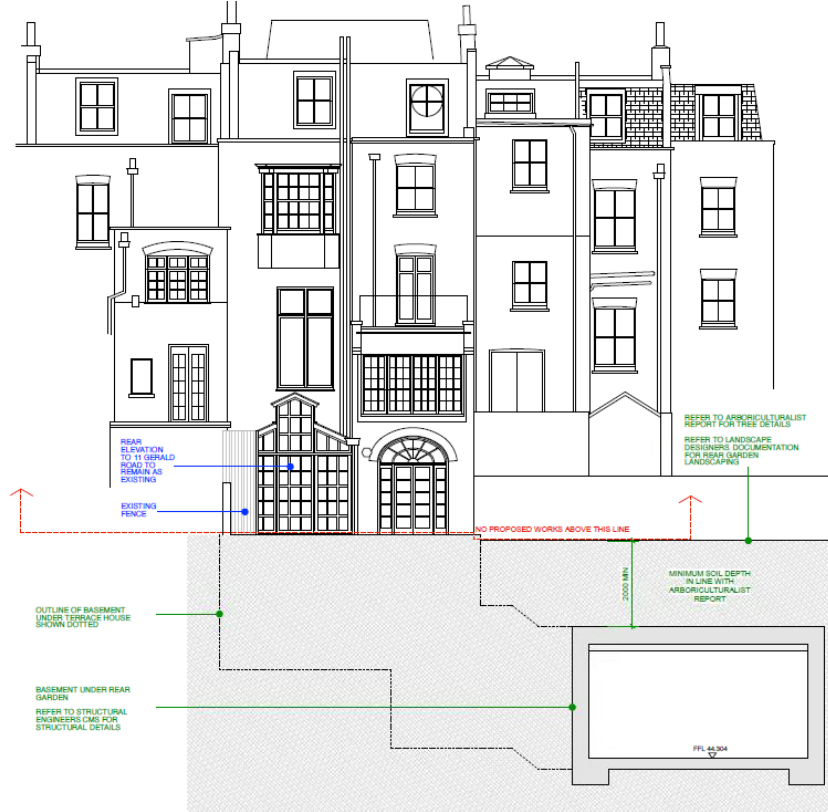 REFER TO ARBORICULTURALIST
REPORT FOR TREE DETAILS
REFER TO LANDSCAPE
DESIGNERS DOCUMENTATION
FOR REAR GARDEN
LANDSCAPING
REAR
ELEVATION
TO 11 GERALD
ROAD TO
REMAIN AS
EXISTING
EXISTING
FENCE
NO PROPOSED WORKS ABOVE THIS LINE
2000 MIN
MINIMUM SOIL DEPTH
IN LINE WITH
ARBORICULTURALIST
REPORT
OUTLINE OF BASEMENT
UNDER TERRACE HOUSE
SHOWN DOTTED
BASEMENT UNDER REAR
GARDEN
REFER TO STRUCTURAL
ENGINEERS CMS FOR
STRUCTURAL DETAILS
FFL 44.304